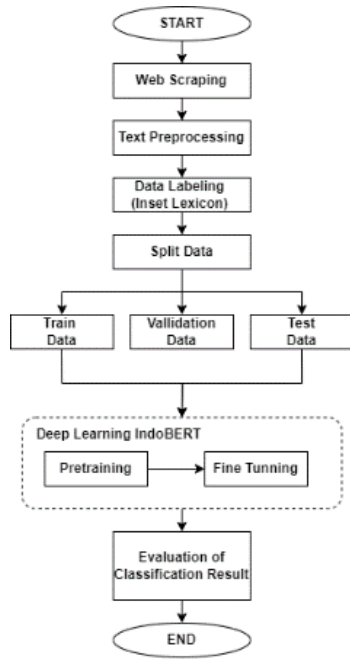 START
Web Scraping
Text Preprocessing
Data Labeling
(Inset Lexicon)
Split Data
Train
Data
Vallidation
Data
Test
Data
Deep Learning IndoBERT
Pretraining
Fine Tunning
Evaluation of
Classification Result
END